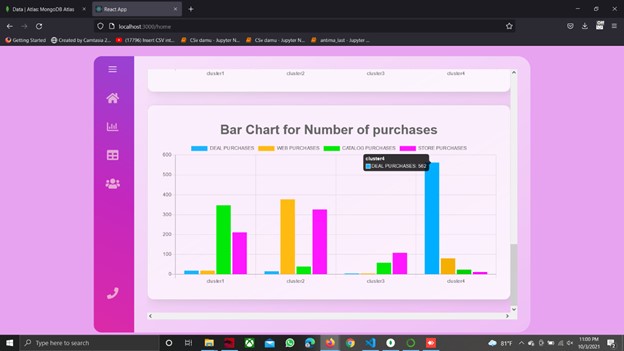 Data | Atlas: MongoDB Atlas
React App
localhost:3000/home
Getting Started
Created by Camtasia 2...
(17796) Insert CSV int...
CSv damu - Jupyter N...
CSv damu - Jupyter N...
antrinu_last - Jupyter ...
cluster1 cluster2 cluster3 cluster4
Bar Chart for Number of purchases
DEAL PURCHASES WEB PURCHASES CATALOG PURCHASES STORE PURCHASES
600
cluster4
DEAL PURCHASES: 562
500
400
300
200
100
0
cluster1 cluster2 cluster3 cluster4
Type here to search
81°F
11:00 PM
10/3/2021